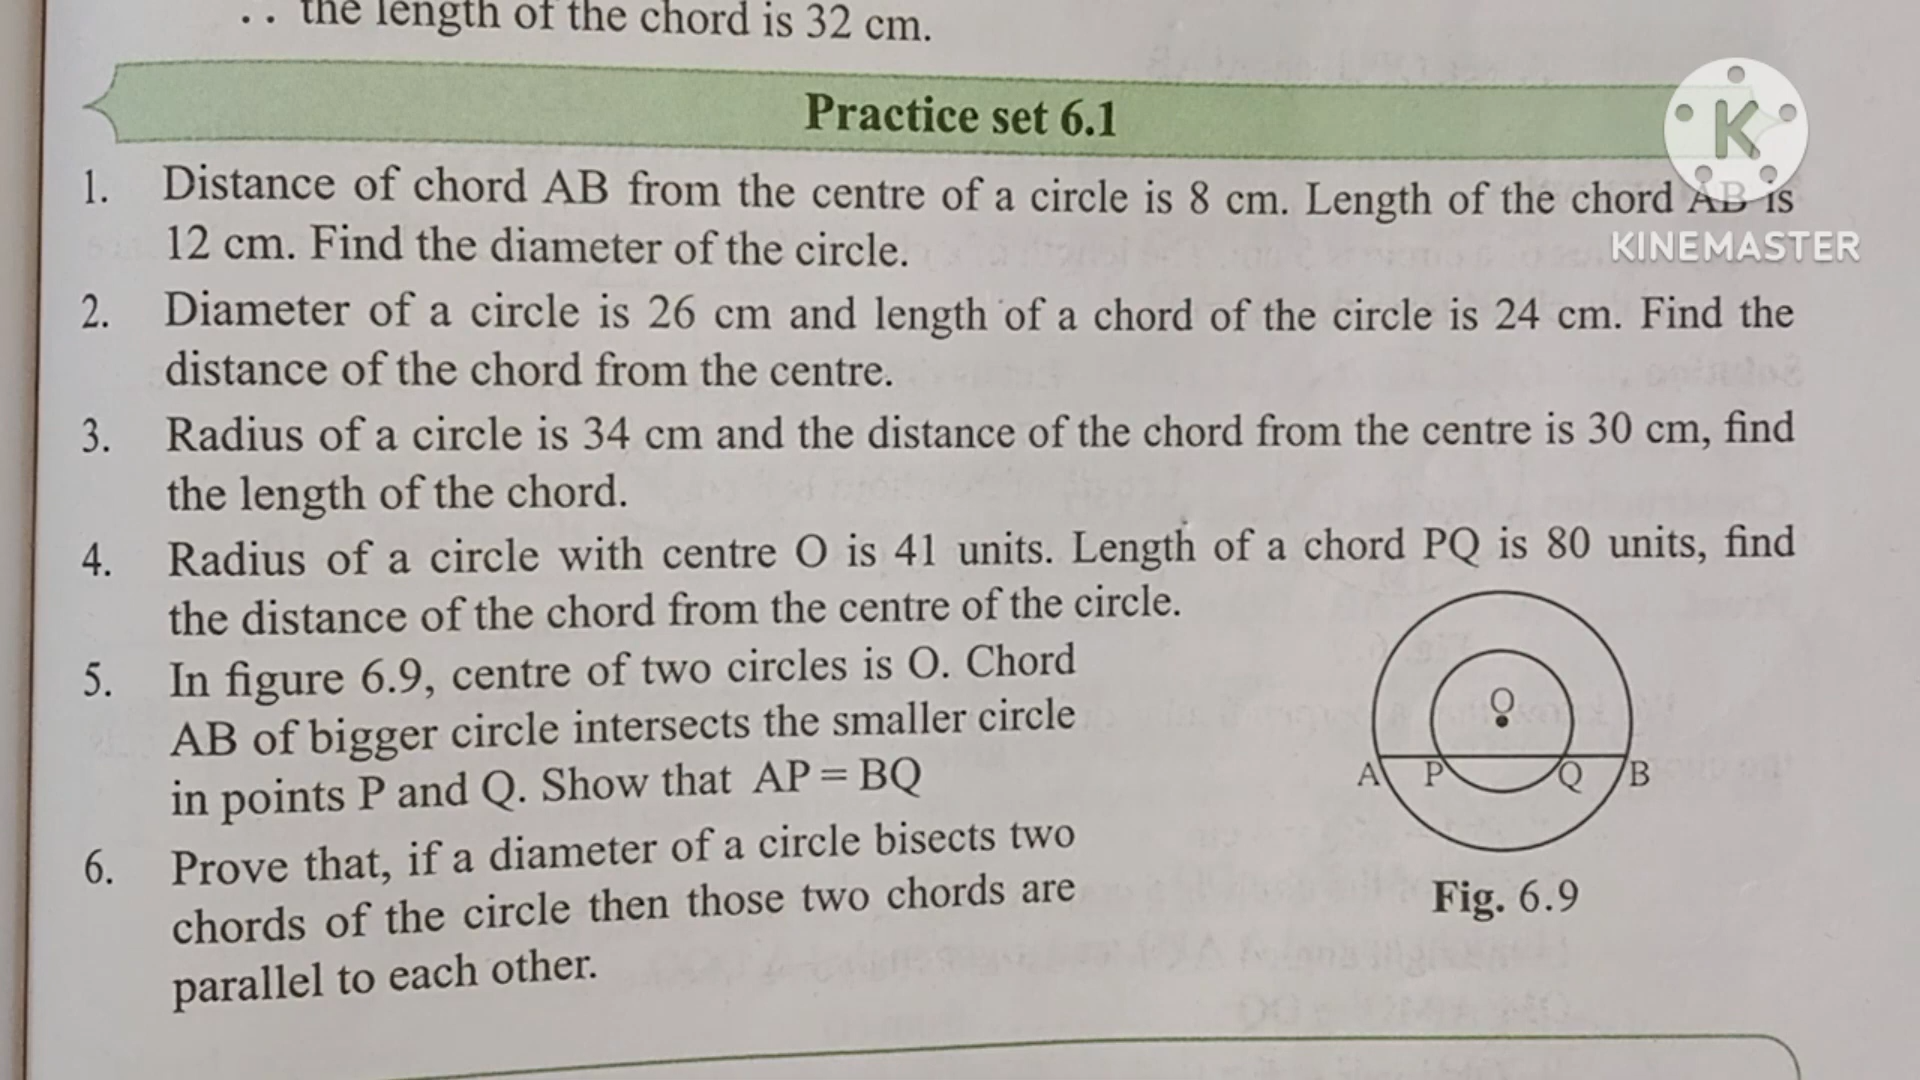 . . the length of the chord is 32 cm.
Practice set 6.1
K
KINEMASTER
1. Distance of chord AB from the centre of a circle is 8 cm. Length of the chord AB is
12 cm. Find the diameter of the circle.
2. Diameter of a circle is 26 cm and length of a chord of the circle is 24 cm. Find the
distance of the chord from the centre.
3. Radius of a circle is 34 cm and the distance of the chord from the centre is 30 cm, find
the length of the chord.
4. Radius of a circle with centre O is 41 units. Length of a chord PQ is 80 units, find
the distance of the chord from the centre of the circle.
5. In figure 6.9, centre of two circles is O. Chord
AB of bigger circle intersects the smaller circle
in points P and Q. Show that AP = BQ
6. Prove that, if a diameter of a circle bisects two
chords of the circle then those two chords are
parallel to each other.
O
A P Q B
Fig. 6.9